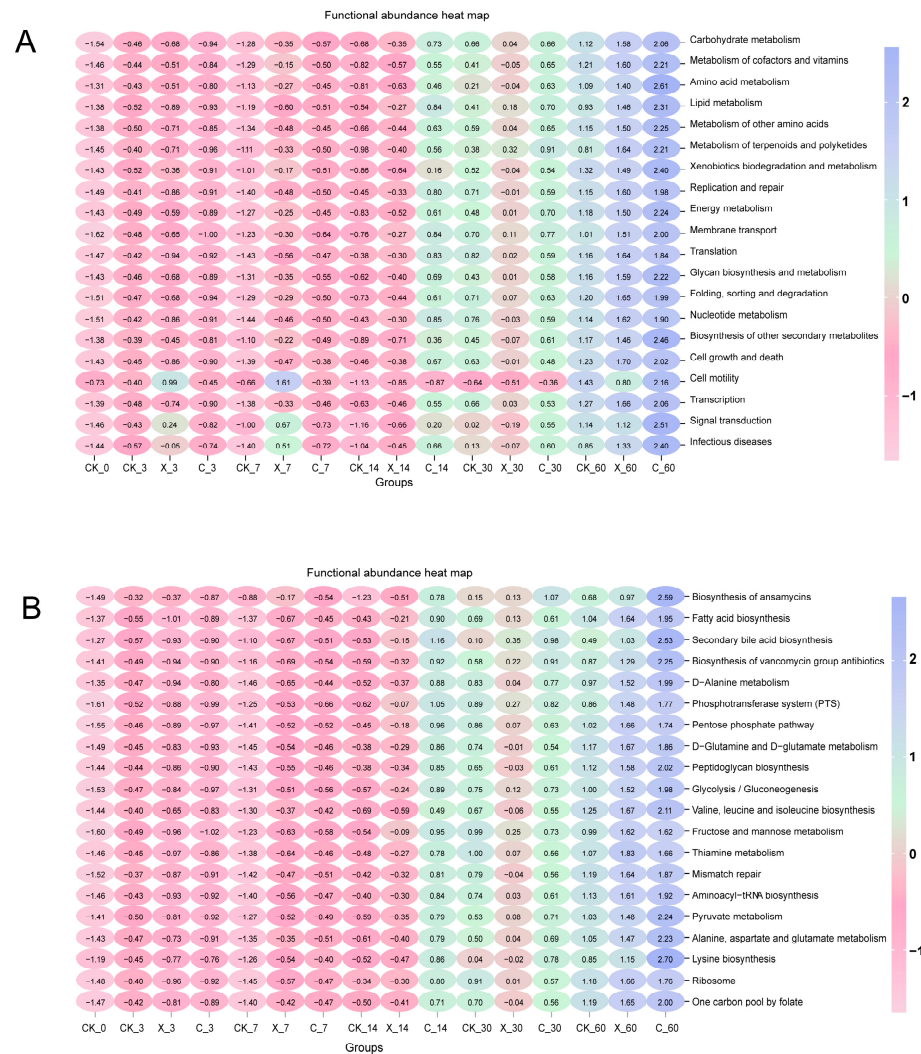 A
Functional abundance heat map
−1.54 −0.46 −0.68 −0.94 −1.28 −0.35 −0.57 −0.68 −0.35 0.73 0.66 0.04 0.66 1.12 1.58 2.06 Carbohydrate metabolism
−1.46 −0.44 −0.51 −0.84 −1.29 −0.15 −0.50 −0.82 −0.57 0.55 0.41 −0.05 0.65 1.21 1.60 2.21 Metabolism of cofactors and vitamins
−1.31 −0.43 −0.51 −0.80 −1.13 −0.27 −0.45 −0.81 −0.63 0.46 0.21 −0.04 0.63 1.09 1.40 2.61 Amino acid metabolism
−1.38 −0.52 −0.89 −0.93 −1.19 −0.60 −0.51 −0.54 −0.27 0.84 0.41 0.18 0.70 0.93 1.46 2.31 Lipid metabolism
−1.38 −0.50 −0.71 −0.85 −1.34 −0.48 −0.45 −0.66 −0.44 0.63 0.59 0.04 0.65 1.15 1.50 2.25 Metabolism of other amino acids
−1.45 −0.40 −0.71 −0.96 −1.11 −0.33 −0.50 −0.98 −0.40 0.56 0.38 0.32 0.91 0.81 1.64 2.21 Metabolism of terpenoids and polyketides
−1.43 −0.52 −0.36 −0.91 −1.01 −0.17 −0.51 −0.86 −0.64 0.16 0.52 −0.04 0.54 1.32 1.49 2.40 Xenobiotics biodegradation and metabolism
−1.49 −0.41 −0.86 −0.91 −1.40 −0.48 −0.50 −0.45 −0.33 0.80 0.71 −0.01 0.59 1.15 1.60 1.98 Replication and repair
−1.43 −0.49 −0.59 −0.89 −1.27 −0.25 −0.45 −0.83 −0.52 0.61 0.48 0.01 0.70 1.18 1.50 2.24 Energy metabolism
−1.62 −0.48 −0.65 −1.00 −1.23 −0.30 −0.64 −0.76 −0.27 0.84 0.70 0.11 0.77 1.01 1.51 2.00 Membrane transport
−1.47 −0.42 −0.94 −0.92 −1.43 −0.56 −0.47 −0.38 −0.30 0.83 0.82 0.02 0.59 1.16 1.64 1.84 Translation
−1.43 −0.46 −0.68 −0.89 −1.31 −0.35 −0.55 −0.62 −0.40 0.69 0.43 0.01 0.58 1.16 1.59 2.22 Glycan biosynthesis and metabolism
−1.51 −0.47 −0.68 −0.94 −1.29 −0.29 −0.50 −0.73 −0.44 0.61 0.71 0.07 0.63 1.20 1.65 1.99 Folding, sorting and degradation
−1.51 −0.42 −0.86 −0.91 −1.44 −0.46 −0.50 −0.43 −0.30 0.85 0.76 −0.03 0.59 1.14 1.62 1.90 Nucleotide metabolism
−1.38 −0.39 −0.45 −0.81 −1.10 −0.22 −0.49 −0.89 −0.71 0.36 0.45 −0.07 0.61 1.17 1.46 2.46 Biosynthesis of other secondary metabolites
−1.43 −0.45 −0.86 −0.90 −1.39 −0.47 −0.38 −0.46 −0.38 0.67 0.63 −0.01 0.48 1.23 1.70 2.02 Cell growth and death
−0.73 −0.40 0.99 −0.45 −0.66 1.61 −0.39 −1.13 −0.85 −0.87 −0.64 −0.51 −0.36 1.43 0.80 2.16 Cell motility
−1.39 −0.48 −0.74 −0.90 −1.38 −0.33 −0.46 −0.63 −0.46 0.55 0.66 0.03 0.53 1.27 1.66 2.06 Transcription
−1.46 −0.43 0.24 −0.82 −1.00 0.67 −0.73 −1.16 −0.66 0.20 0.02 −0.19 0.55 1.14 1.12 2.51 Signal transduction
−1.44 −0.57 −0.05 −0.74 −1.40 0.51 −0.72 −1.04 −0.45 0.66 0.13 −0.07 0.60 0.85 1.33 2.40 Infectious diseases
CK_0 CK_3 X_3 C_3 CK_7 X_7 C_7 CK_14 X_14 C_14 CK_30 X_30 C_30 CK_60 X_60 C_60
Groups
2
1
0
−1
B
Functional abundance heat map
−1.49 −0.32 −0.37 −0.87 −0.88 −0.17 −0.54 −1.23 −0.51 0.78 0.15 0.13 1.07 0.68 0.97 2.59 Biosynthesis of ansamycins
−1.37 −0.55 −1.01 −0.89 −1.37 −0.67 −0.45 −0.43 −0.21 0.90 0.69 0.13 0.61 1.04 1.64 1.95 Fatty acid biosynthesis
−1.27 −0.57 −0.93 −0.90 −1.10 −0.67 −0.51 −0.53 −0.15 1.16 0.10 0.35 0.98 0.49 1.03 2.53 Secondary bile acid biosynthesis
−1.41 −0.49 −0.94 −0.90 −1.16 −0.69 −0.54 −0.59 −0.32 0.92 0.58 0.22 0.91 0.87 1.29 2.25 Biosynthesis of vancomycin group antibiotics
−1.35 −0.47 −0.94 −0.80 −1.46 −0.65 −0.44 −0.52 −0.37 0.88 0.83 0.04 0.77 0.97 1.52 1.99 D−Alanine metabolism
−1.61 −0.52 −0.88 −0.99 −1.25 −0.53 −0.66 −0.62 −0.07 1.05 0.89 0.27 0.82 0.86 1.48 1.77 Phosphotransferase system (PTS)
−1.55 −0.46 −0.89 −0.97 −1.41 −0.52 −0.52 −0.45 −0.18 0.96 0.86 0.07 0.63 1.02 1.66 1.74 Pentose phosphate pathway
−1.49 −0.45 −0.83 −0.93 −1.45 −0.54 −0.46 −0.38 −0.29 0.86 0.74 −0.01 0.54 1.17 1.67 1.86 D−Glutamine and D−glutamate metabolism
−1.44 −0.44 −0.86 −0.90 −1.43 −0.55 −0.46 −0.38 −0.34 0.85 0.65 −0.03 0.61 1.12 1.58 2.02 Peptidoglycan biosynthesis
−1.53 −0.47 −0.84 −0.97 −1.31 −0.51 −0.56 −0.57 −0.24 0.89 0.75 0.12 0.73 1.00 1.52 1.98 Glycolysis / Gluconeogenesis
−1.44 −0.40 −0.65 −0.83 −1.30 −0.37 −0.42 −0.69 −0.59 0.49 0.67 −0.06 0.55 1.25 1.67 2.11 Valine, leucine and isoleucine biosynthesis
−1.60 −0.49 −0.96 −1.02 −1.23 −0.63 −0.58 −0.54 −0.09 0.95 0.99 0.25 0.73 0.99 1.62 1.62 Fructose and mannose metabolism
−1.46 −0.45 −0.97 −0.86 −1.38 −0.64 −0.46 −0.48 −0.27 0.78 1.00 0.07 0.56 1.07 1.83 1.66 Thiamine metabolism
−1.52 −0.37 −0.87 −0.91 −1.42 −0.47 −0.51 −0.42 −0.32 0.81 0.79 −0.04 0.56 1.19 1.64 1.87 Mismatch repair
−1.46 −0.43 −0.93 −0.92 −1.40 −0.56 −0.47 −0.40 −0.32 0.84 0.74 0.03 0.61 1.13 1.61 1.92 Aminoacyl−tRNA biosynthesis
−1.41 −0.50 −0.81 −0.92 −1.27 −0.52 −0.49 −0.59 −0.35 0.79 0.53 0.08 0.71 1.03 1.48 2.24 Pyruvate metabolism
−1.43 −0.47 −0.73 −0.91 −1.35 −0.35 −0.51 −0.61 −0.40 0.79 0.50 0.04 0.69 1.05 1.47 2.23 Alanine, aspartate and glutamate metabolism
−1.19 −0.45 −0.77 −0.76 −1.26 −0.54 −0.40 −0.52 −0.47 0.86 0.04 −0.02 0.78 0.85 1.15 2.70 Lysine biosynthesis
−1.48 −0.40 −0.96 −0.92 −1.45 −0.57 −0.47 −0.34 −0.30 0.91 0.01 0.57 1.18 1.66 1.76 Ribosome
−1.47 −0.42 −0.81 −0.89 −1.40 −0.42 −0.47 −0.50 −0.41 0.71 0.70 −0.04 0.56 1.19 1.65 2.00 One carbon pool by folate
CK_0 CK_3 X_3 C_3 CK_7 X_7 C_7 CK_14 X_14 C_14 CK_30 X_30 C_30 CK_60 X_60 C_60
Groups
2
1
0
−1